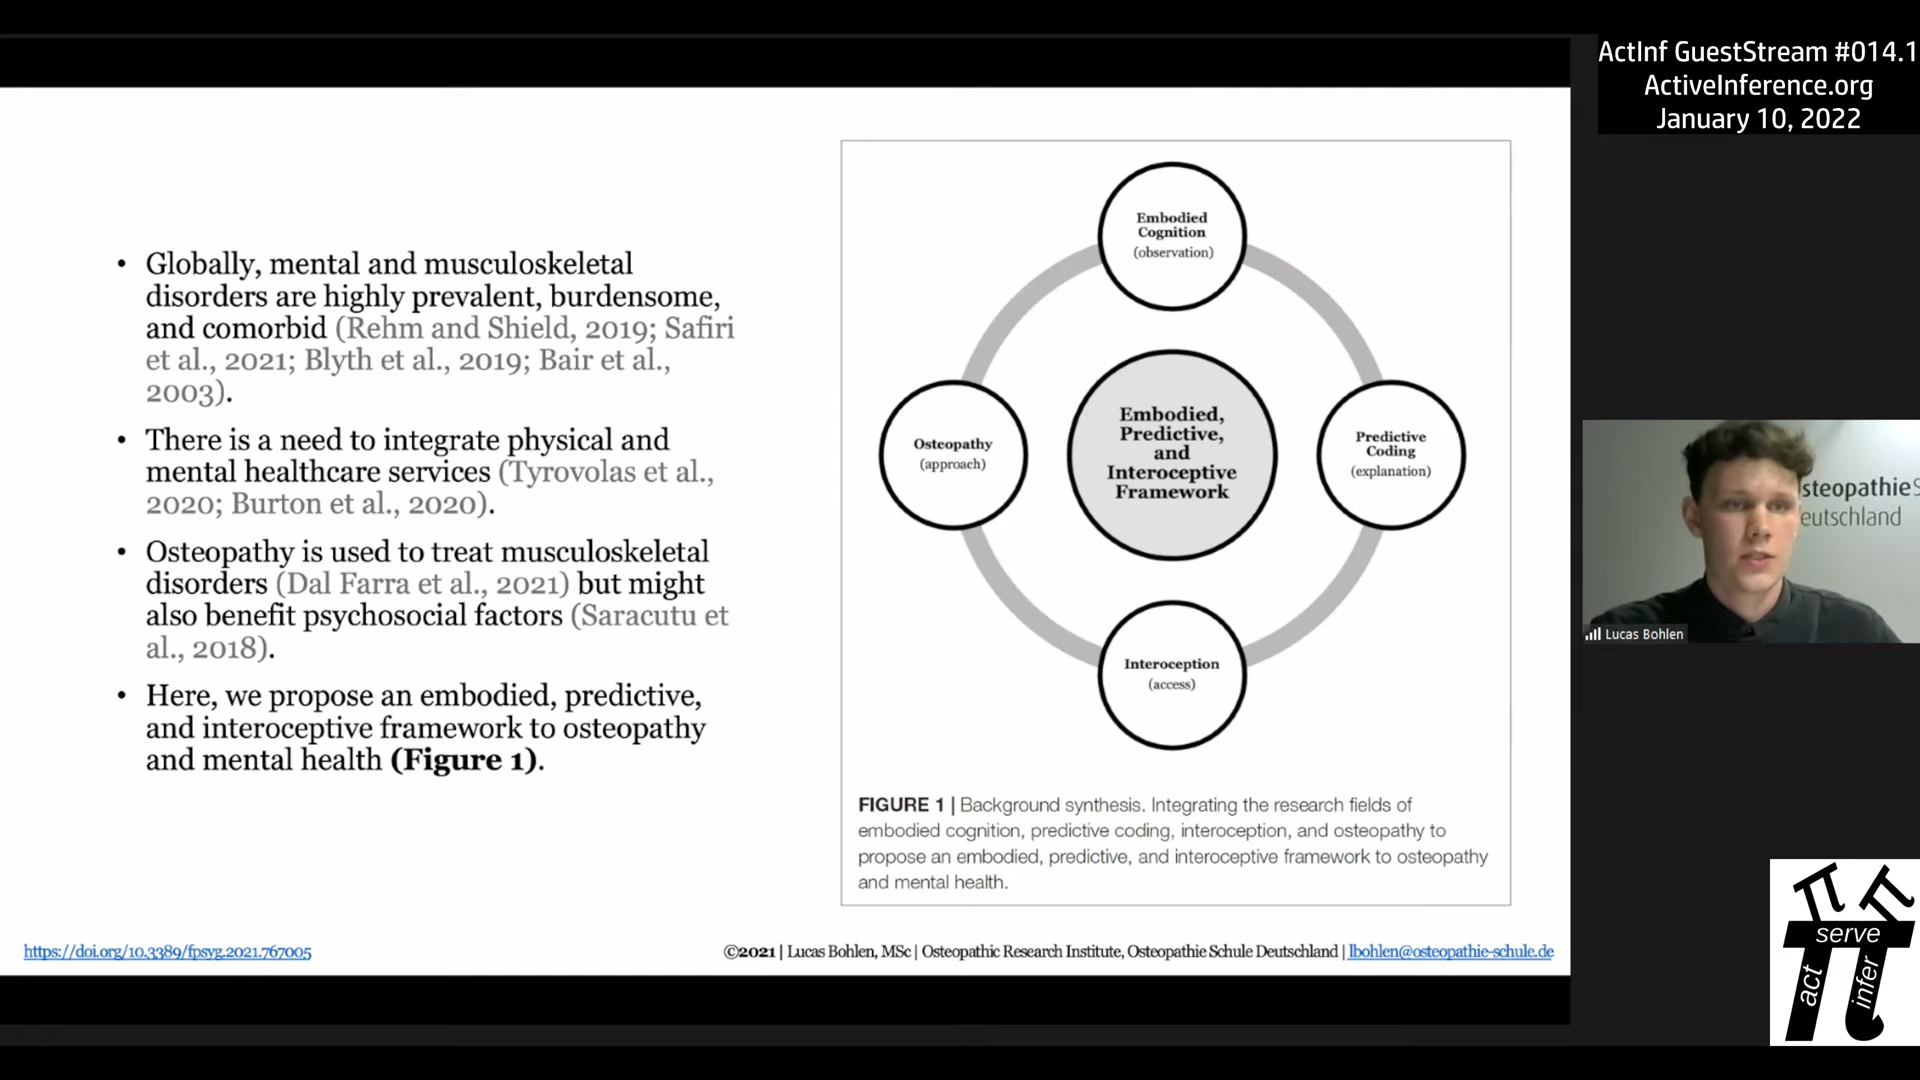 ActInf GuestStream #014.1
ActiveInference.org
January 10, 2022
• Globally, mental and musculoskeletal
disorders are highly prevalent, burdensome,
and comorbid (Rehm and Shield, 2019; Safiri
et al., 2021; Blyth et al., 2019; Bair et al.,
2003).
• There is a need to integrate physical and
mental healthcare services (Tyrovolas et al.,
2020; Burton et al., 2020).
• Osteopathy is used to treat musculoskeletal
disorders (Dal Farra et al., 2021) but might
also benefit psychosocial factors (Saracutu et
al., 2018).
• Here, we propose an embodied, predictive,
and interoceptive framework to osteopathy
and mental health (Figure 1).
Embodied
Cognition
(observation)
Osteopathy
(approach)
Embodied,
Predictive,
and
Interoceptive
Framework
Predictive
Coding
(explanation)
Interoception
(access)
FIGURE 1 | Background synthesis. Integrating the research fields of
embodied cognition, predictive coding, interoception, and osteopathy to
propose an embodied, predictive, and interoceptive framework to osteopathy
and mental health.
https://doi.org/10.3389/fpsyg.2021.767005
©2021 | Lucas Bohlen, MSc | Osteopathic Research Institute, Osteopathie Schule Deutschland | lbohlen@osteopathie-schule.de
steopathieS
eutschland
Lucas Bohlen
π π
serve
act
infer